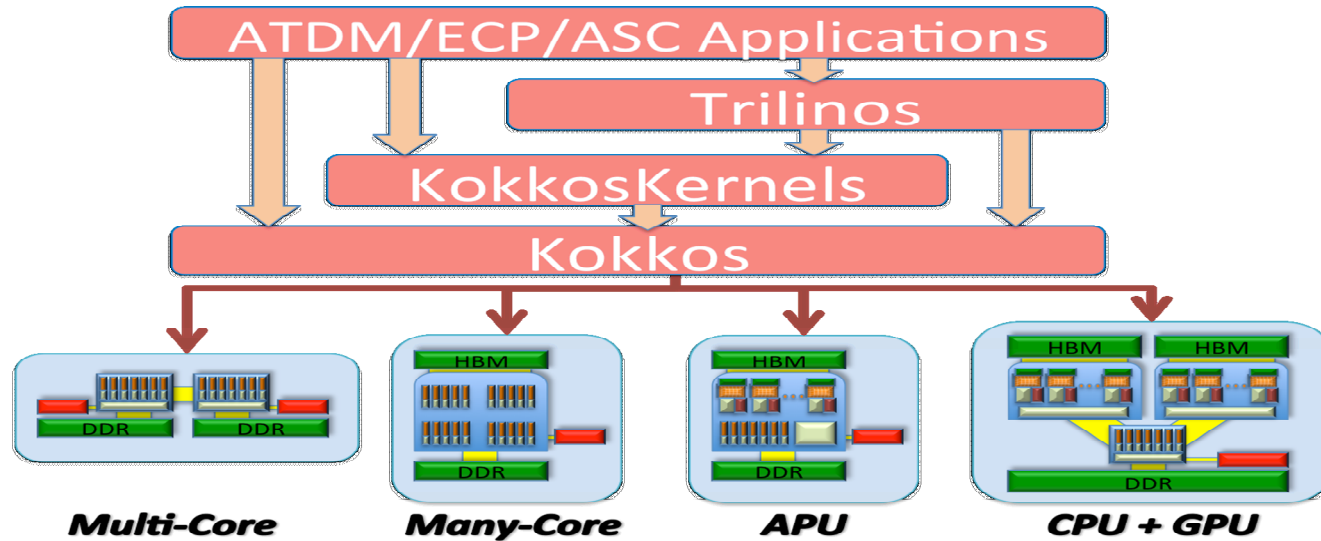 ATDM/ECP/ASC Applications
Trilinos
KokkosKernels
Kokkos
HBM
HBM
HBM
HBM
DDR
DDR
DDR
DDR
DDR
Multi-Core
Many-Core
APU
CPU + GPU